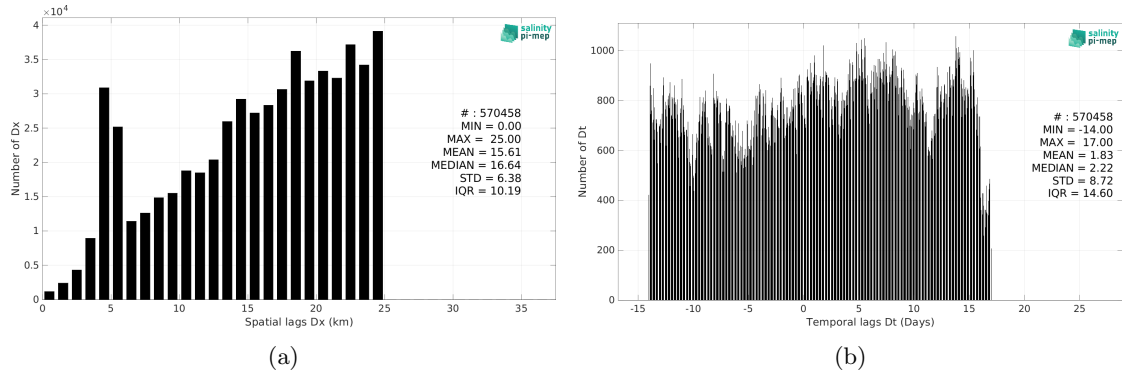 ×10⁴
4
3.5
3
2.5
2
1.5
1
0.5
0
0 5 10 15 20 25 30 35
Number of Dx
Spatial lags Dx (km)
salinity
pi-mep
# : 570458
MIN = 0.00
MAX = 25.00
MEAN = 15.61
MEDIAN = 16.64
STD = 6.38
IQR = 10.19
(a)
1000
800
600
400
200
0
-15 -10 -5 0 5 10 15 20 25
Number of Dt
Temporal lags Dt (Days)
salinity
pi-mep
# : 570458
MIN = -14.00
MAX = 17.00
MEAN = 1.83
MEDIAN = 2.22
STD = 8.72
IQR = 14.60
(b)